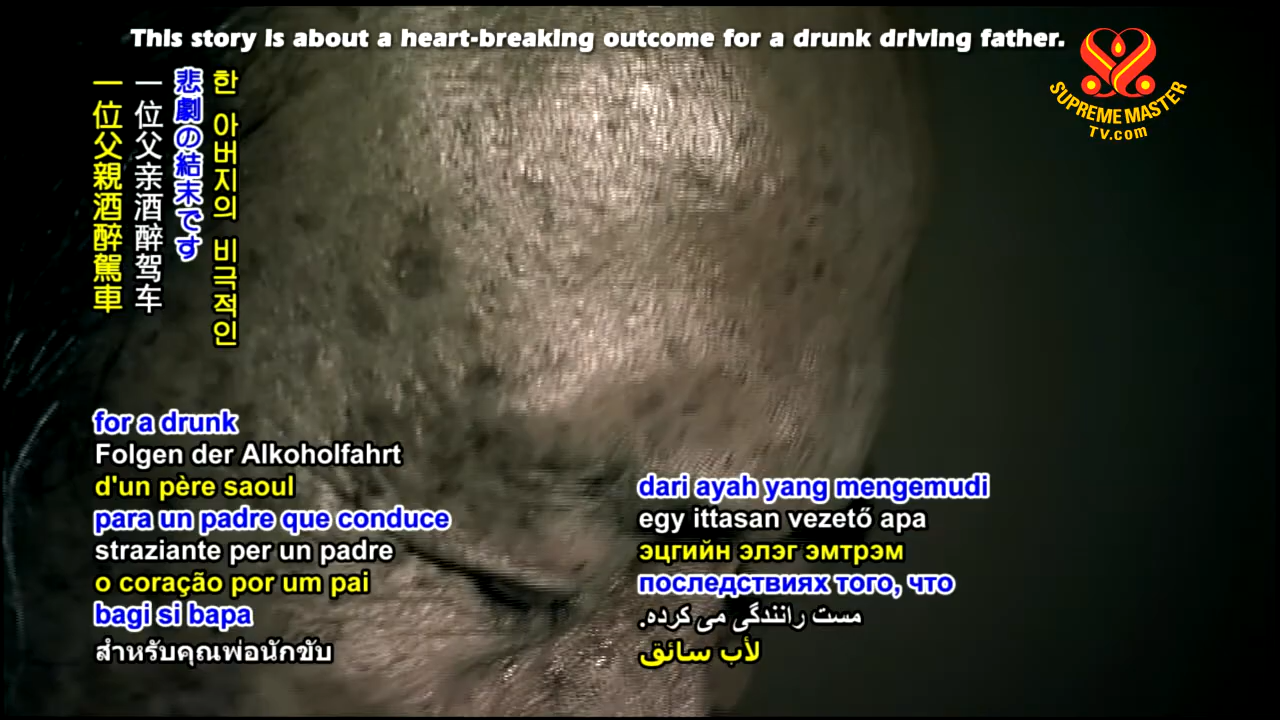 This story is about a heart-breaking outcome for a drunk driving father.
SUPREME MASTER
TV.com
한 아버지의 비극적인
悲劇の結末です
一位父亲酒醉驾车
一位父親酒醉駕車
for a drunk
Folgen der Alkoholfahrt
d'un père saoul
para un padre que conduce
straziante per un padre
o coração por um pai
bagi si bapa
สำหรับคุณพ่อนักขับ
dari ayah yang mengemudi
egy ittasan vezető apa
эцгийн элэг эмтрэм
последствиях того, что
مست رانندگی می کرده.
لأب سائق